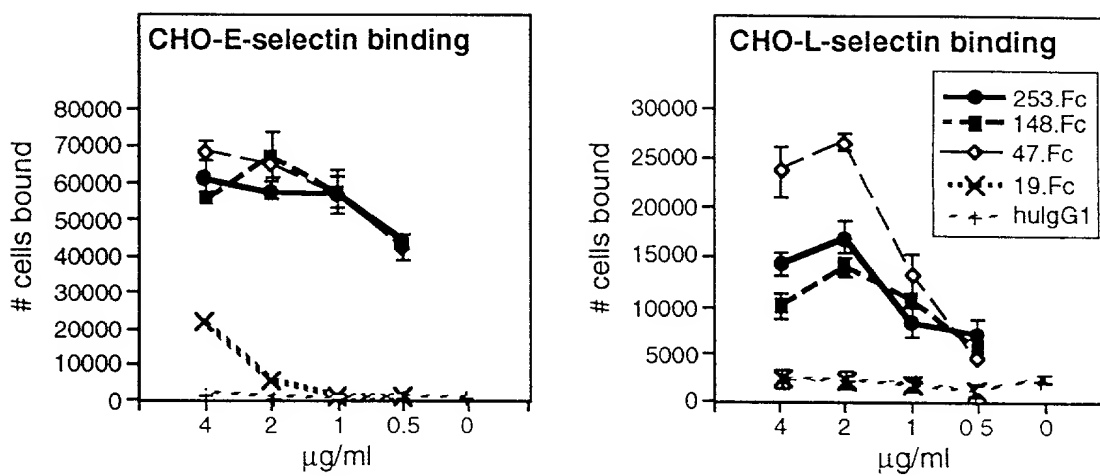 CHO-E-selectin binding
# cells bound
80000
70000
60000
50000
40000
30000
20000
10000
0
4 2 1 0.5 0
µg/ml
CHO-L-selectin binding
# cells bound
30000
25000
20000
15000
10000
5000
0
4 2 1 0 5 0
µg/ml
253.Fc
148.Fc
47.Fc
19.Fc
huIgG1